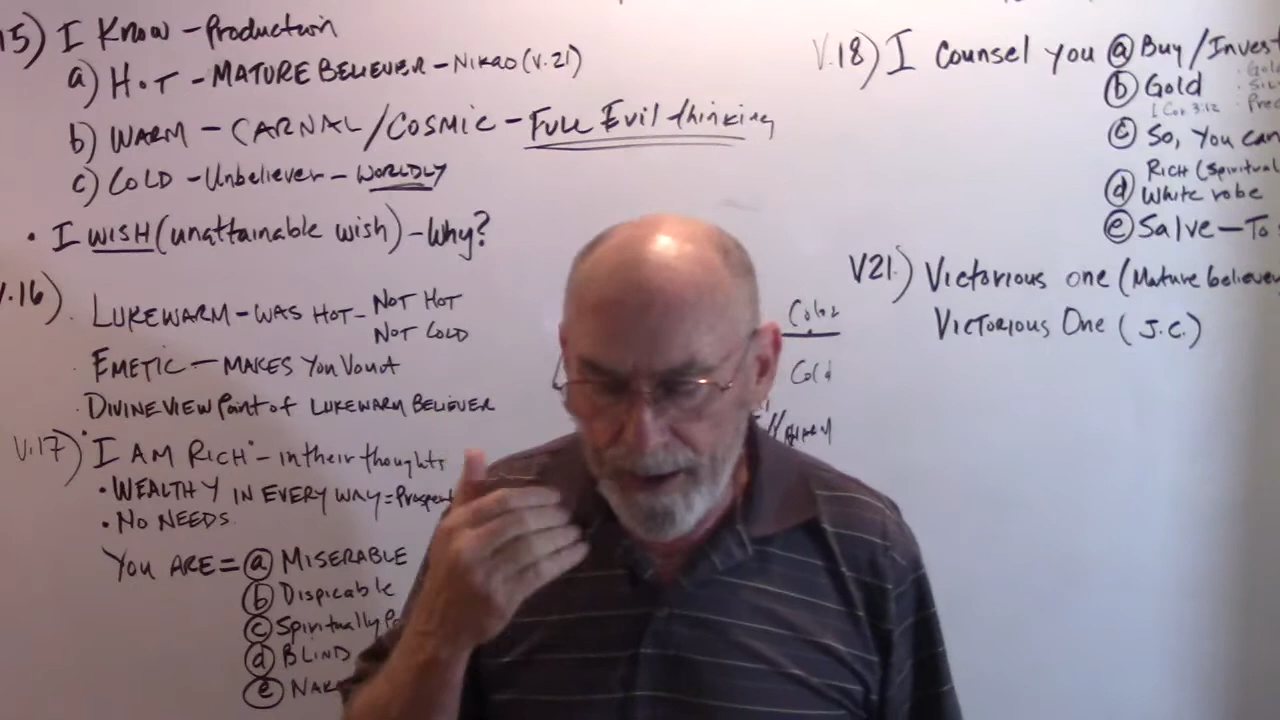 15) I Know - Production
a) HOT - MATURE BELIEVER - Nikao (v.21)
b) WARM - CARNAL/COSMIC - Full Evil thinking
c) COLD - Unbeliever - WORLDLY
• I WISH (unattainable wish) - Why?
V.16)
• LUKEWARM - WAS HOT - NOT HOT
NOT COLD
• EMETIC - MAKES YOU Vomit
• DIVINE VIEW Point of LUKEWARM BELIEVER
V.17) "I AM RICH" - in their thoughts
• WEALTHY IN EVERY WAY = Prosper
• NO NEEDS.
YOU ARE = ⓐ MISERABLE
ⓑ Dispicable
ⓒ Spiritually
ⓓ BLIND
ⓔ
Cold
V.18) I Counsel you ⓐ Buy/Invest
ⓑ Gold
I Cor 3:12
ⓒ So, You Can
RICH (Spiritual
ⓓ White robe
ⓔ Salve - To
V21.) Victorious one (Mature believer
VICTORIOUS One (J.C.)